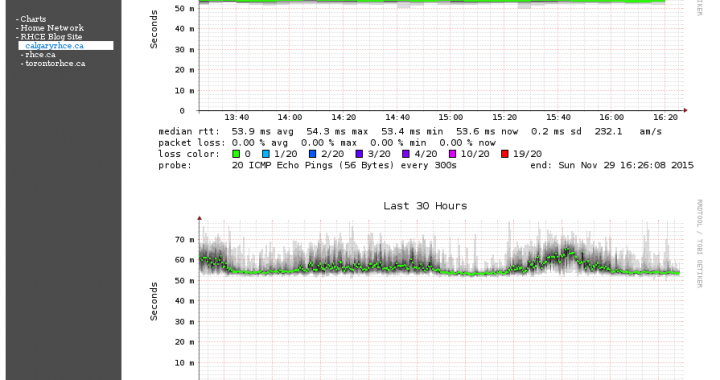 - Charts
- Home Network
- RHCE Blog Site
- calgaryrhce.ca
- rhce.ca
- torontorhce.ca
50 m
40 m
30 m
20 m
10 m
0
Seconds
13:40 14:00 14:20 14:40 15:00 15:20 15:40 16:00 16:20
median rtt: 53.9 ms avg 54.3 ms max 53.4 ms min 53.6 ms now 0.2 ms sd 232.1 am/s
packet loss: 0.00 % avg 0.00 % max 0.00 % min 0.00 % now
loss color: 0 1/20 2/20 3/20 4/20 10/20 19/20
probe: 20 ICMP Echo Pings (56 Bytes) every 300s end: Sun Nov 29 16:26:08 2015
Last 30 Hours
70 m
60 m
50 m
40 m
30 m
20 m
10 m
Seconds
RRDTOOL / TOBI OETIKER